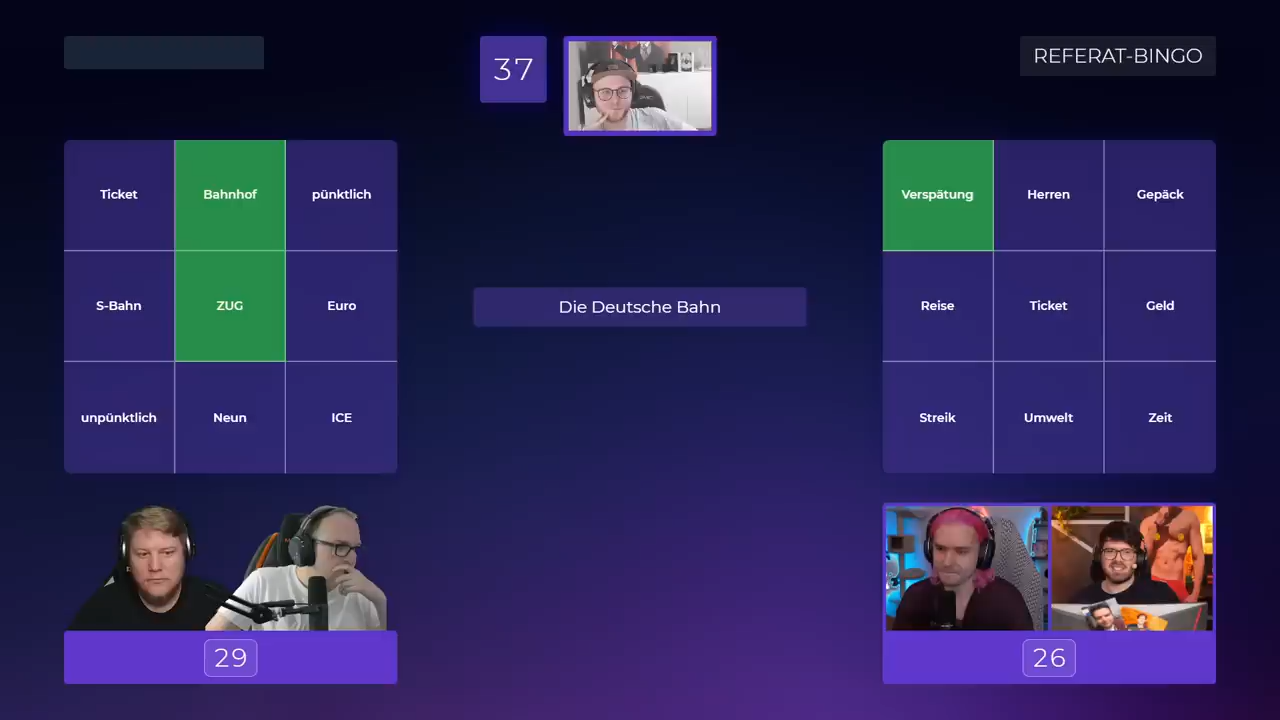 37
REFERAT-BINGO
Ticket
Bahnhof
pünktlich
S-Bahn
ZUG
Euro
unpünktlich
Neun
ICE
Die Deutsche Bahn
Verspätung
Herren
Gepäck
Reise
Ticket
Geld
Streik
Umwelt
Zeit
29
26